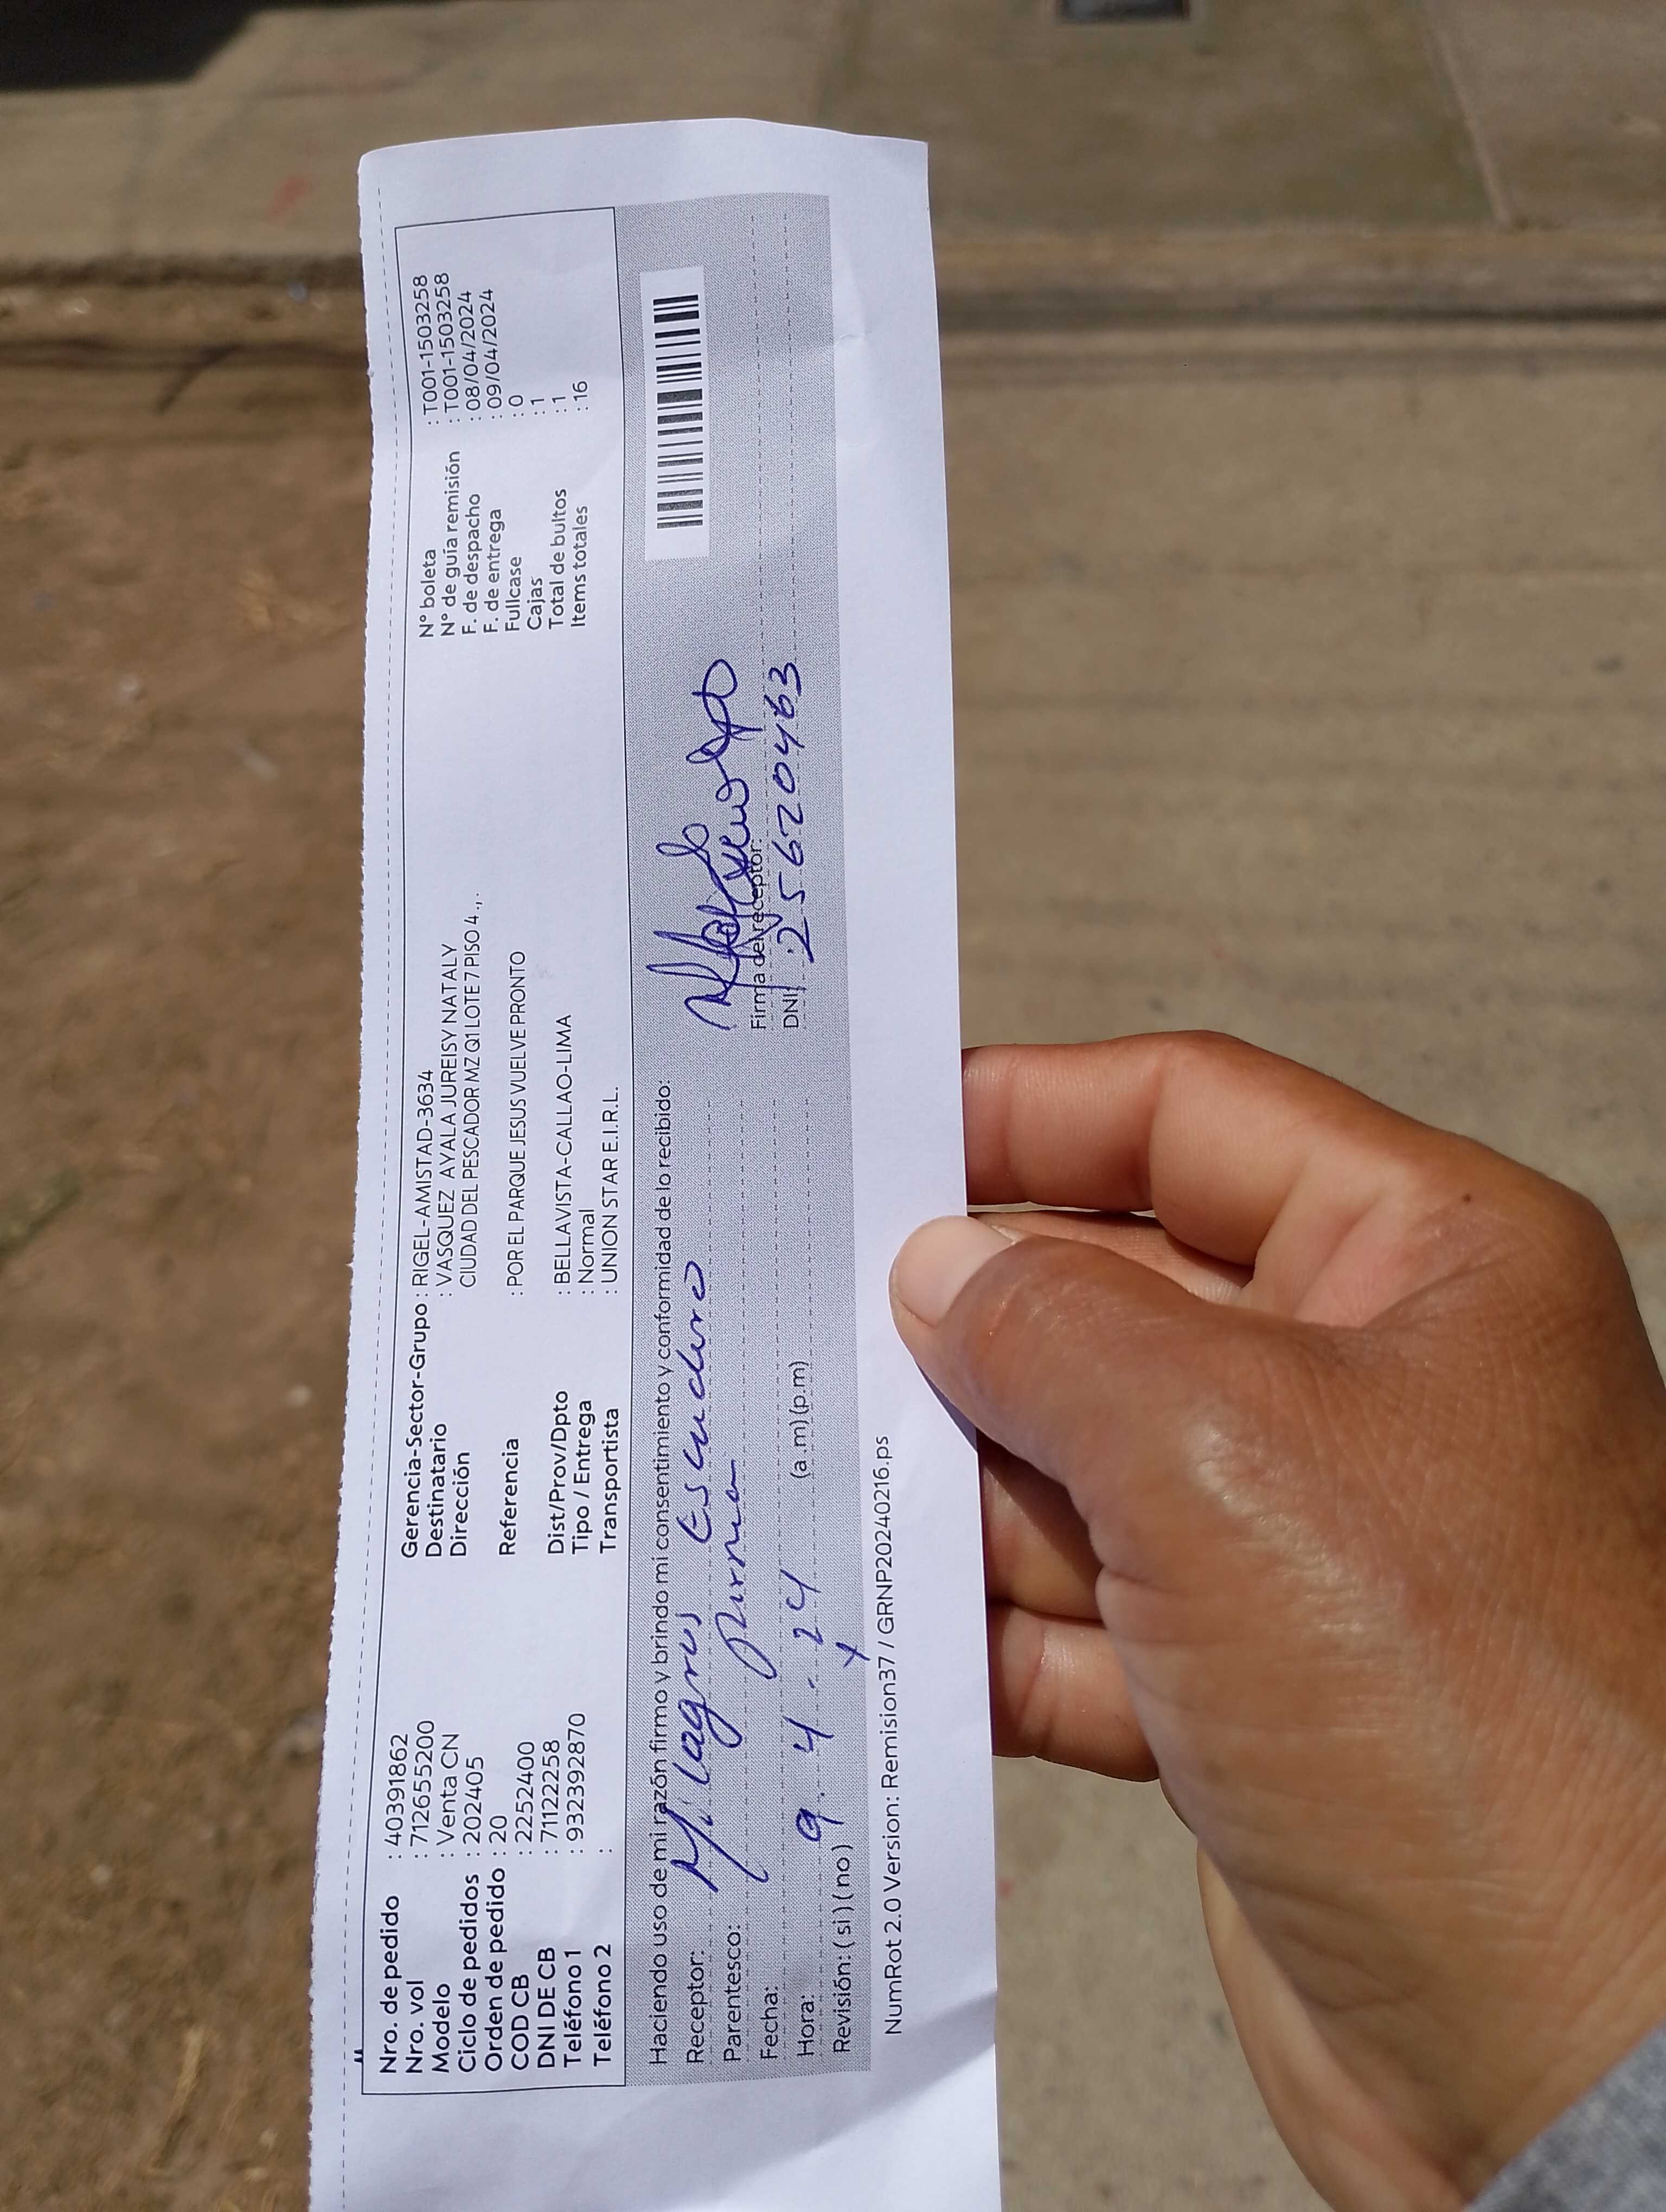 Nro. de pedido : 40391862
Nro. vol : 712655200
Modelo : Venta CN
Ciclo de pedidos : 202405
Orden de pedido : 20
COD CB : 2252400
DNI DE CB : 71122258
Teléfono 1 : 932392870
Teléfono 2 :
Gerencia-Sector-Grupo : RIGEL-AMISTAD-3634
Destinatario : VASQUEZ AYALA JUREISY NATALY
Dirección CIUDAD DEL PESCADOR MZ Q1 LOTE 7 PISO 4 .,.
Referencia : POR EL PARQUE JESUS VUELVE PRONTO
Dist/Prov/Dpto : BELLAVISTA-CALLAO-LIMA
Tipo / Entrega : Normal
Transportista : UNION STAR E.I.R.L.
N° boleta : T001-1503258
N° de guía remisión : T001-1503258
F. de despacho : 08/04/2024
F. de entrega : 09/04/2024
Fullcase : 0
Cajas : 1
Total de bultos : 1
Items totales : 16
Haciendo uso de mi razón firmo y brindo mi consentimiento y conformidad de lo recibido:
Receptor: Milagros Escudero
Parentesco:
Fecha: 9 . 4 - 24
Hora: (a .m) (p.m)
Revisión: ( si ) ( no ) x
Firma del receptor:
DNI : 25620463
NumRot 2.0 Version: Remision37 / GRNP20240216.ps